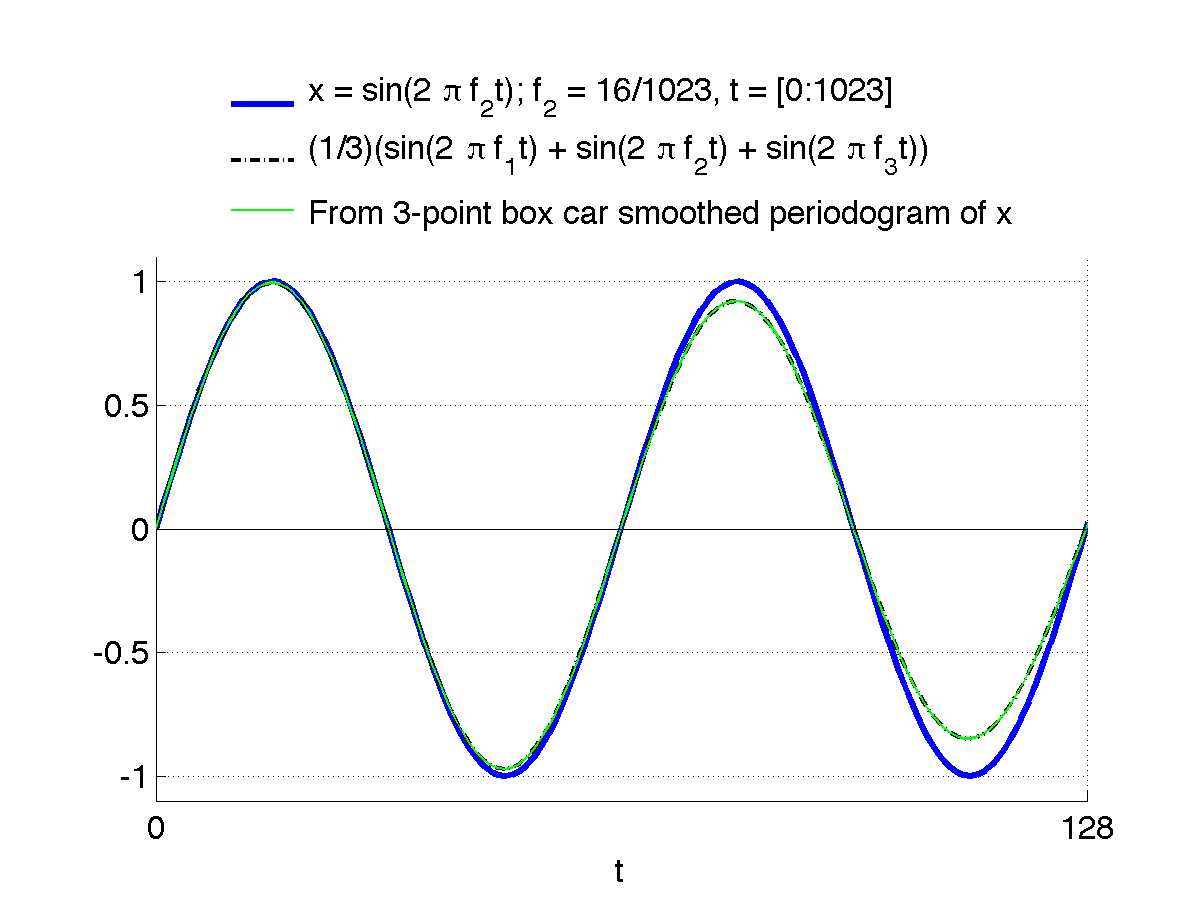 x = sin(2 π f₂t); f₂ = 16/1023, t = [0:1023]
(1/3)(sin(2 π f₁t) + sin(2 π f₂t) + sin(2 π f₃t))
From 3-point box car smoothed periodogram of x
1
0.5
0
-0.5
-1
0 128
t